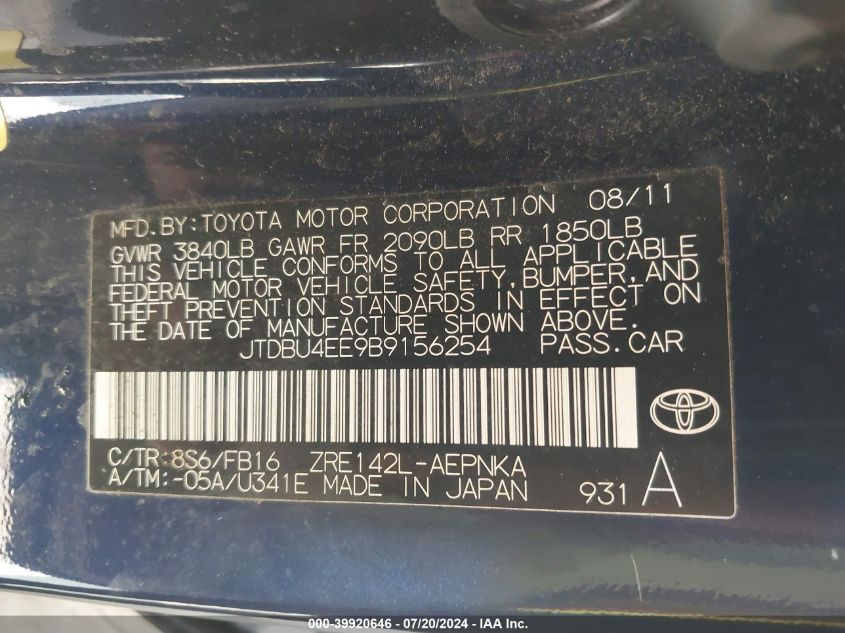 MFD.BY:TOYOTA MOTOR CORPORATION 08/11
GVWR 3840LB GAWR FR 2090LB RR 1850LB
THIS VEHICLE CONFORMS TO ALL APPLICABLE
FEDERAL MOTOR VEHICLE SAFETY,BUMPER,AND
THEFT PREVENTION STANDARDS IN EFFECT ON
THE DATE OF MANUFACTURE SHOWN ABOVE.
JTDBU4EE9B9156254 PASS.CAR
C/TR:8S6/FB16 ZRE142L-AEPNKA
A/TM:-05A/U341E MADE IN JAPAN 931 A
000-39920646 - 07/20/2024 - IAA Inc.